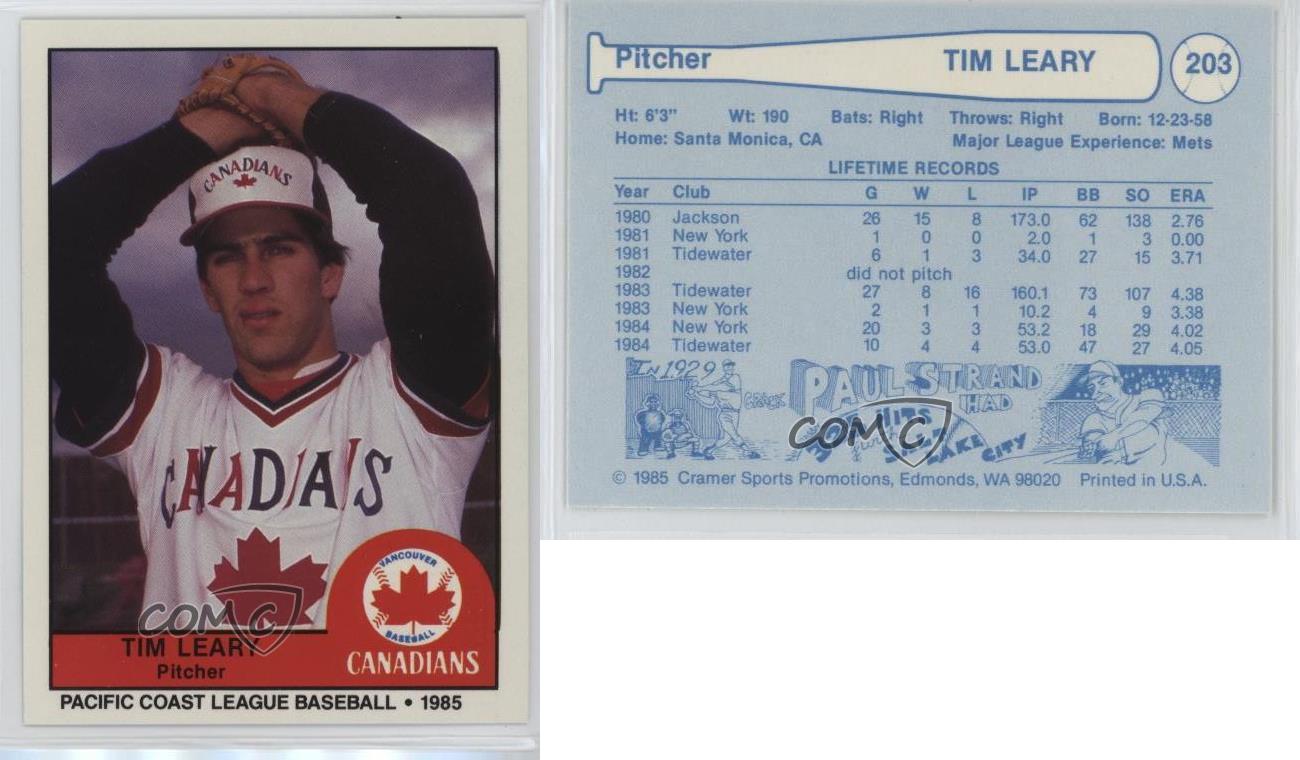 CANADIANS
CANADIANS
VANCOUVER
BASEBALL
CANADIANS
COMC
TIM LEARY
Pitcher
PACIFIC COAST LEAGUE BASEBALL • 1985
Pitcher TIM LEARY 203
Ht: 6'3" Wt: 190 Bats: Right Throws: Right Born: 12-23-58
Home: Santa Monica, CA Major League Experience: Mets
LIFETIME RECORDS
Year Club G W L IP BB SO ERA
1980 Jackson 26 15 8 173.0 62 138 2.76
1981 New York 1 0 0 2.0 1 3 0.00
1981 Tidewater 6 1 3 34.0 27 15 3.71
1982 did not pitch
1983 Tidewater 27 8 16 160.1 73 107 4.38
1983 New York 2 1 1 10.2 4 9 3.38
1984 New York 20 3 3 53.2 18 29 4.02
1984 Tidewater 10 4 4 53.0 47 27 4.05
IN 1929
CRACK
PAUL STRAND
HAD
HITS
LAKE CITY
COMC
© 1985 Cramer Sports Promotions, Edmonds, WA 98020 Printed in U.S.A.